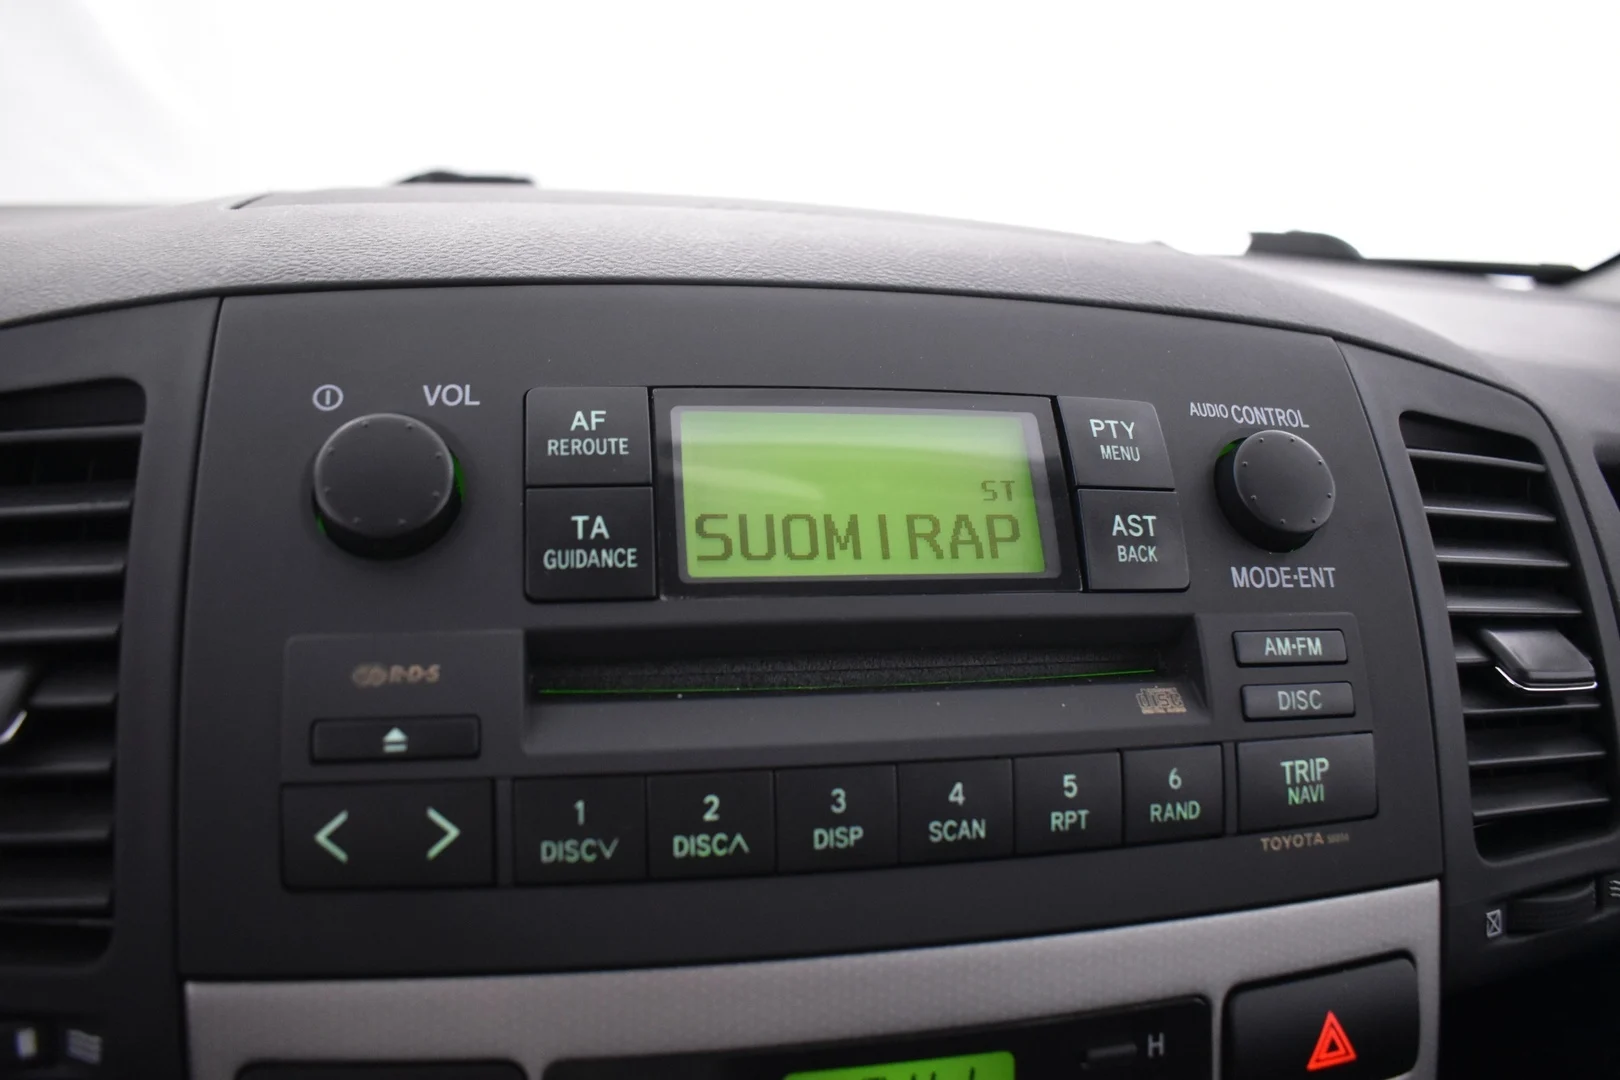 VOL
AF
REROUTE
TA
GUIDANCE
ST
SUOMIRAP
PTY
MENU
AST
BACK
AUDIO CONTROL
MODE·ENT
R·D·S
disc
AM·FM
DISC
1
DISC∨
2
DISC∧
3
DISP
4
SCAN
5
RPT
6
RAND
TRIP
NAVI
TOYOTA
H